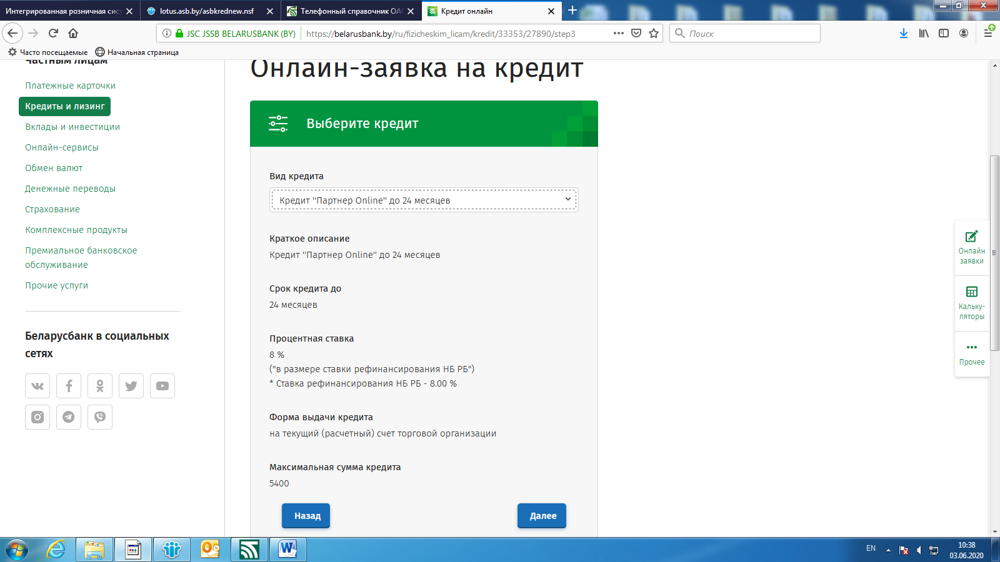 Интегрированная розничная сист
lotus.asb.by/asbkrednew.nsf
Телефонный справочник ОАО
Кредит онлайн
JSC JSSB BELARUSBANK (BY)
https://belarusbank.by/ru/fizicheskim_licam/kredit/33353/27890/step3
Поиск
Часто посещаемые
Начальная страница
Частным лицам
Платежные карточки
Кредиты и лизинг
Вклады и инвестиции
Онлайн-сервисы
Обмен валют
Денежные переводы
Страхование
Комплексные продукты
Премиальное банковское
обслуживание
Прочие услуги
Беларусбанк в социальных
сетях
Онлайн-заявка на кредит
Выберите кредит
Вид кредита
Кредит "Партнер Online" до 24 месяцев
Краткое описание
Кредит "Партнер Online" до 24 месяцев
Срок кредита до
24 месяцев
Процентная ставка
8 %
("в размере ставки рефинансирования НБ РБ")
* Ставка рефинансирования НБ РБ - 8.00 %
Форма выдачи кредита
на текущий (расчетный) счет торговой организации
Максимальная сумма кредита
5400
Назад
Далее
Онлайн
заявки
Кальку-
ляторы
Прочее
EN
10:38
03.06.2020